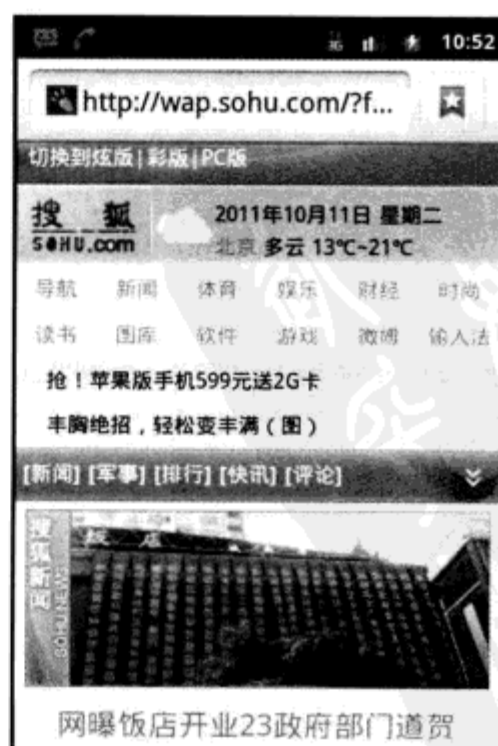 3G 10:52
http://wap.sohu.com/?f...
切换到炫版|彩版|PC版
搜狐 2011年10月11日 星期二
SOHU.com 北京 多云 13℃~21℃
导航 新闻 体育 娱乐 财经 时尚
读书 图库 软件 游戏 微博 输入法
抢！苹果版手机599元送2G卡
丰胸绝招，轻松变丰满（图）
[新闻] [军事] [排行] [快讯] [评论]
搜狐新闻
SOHU NEWS
饭店
网曝饭店开业23政府部门道贺